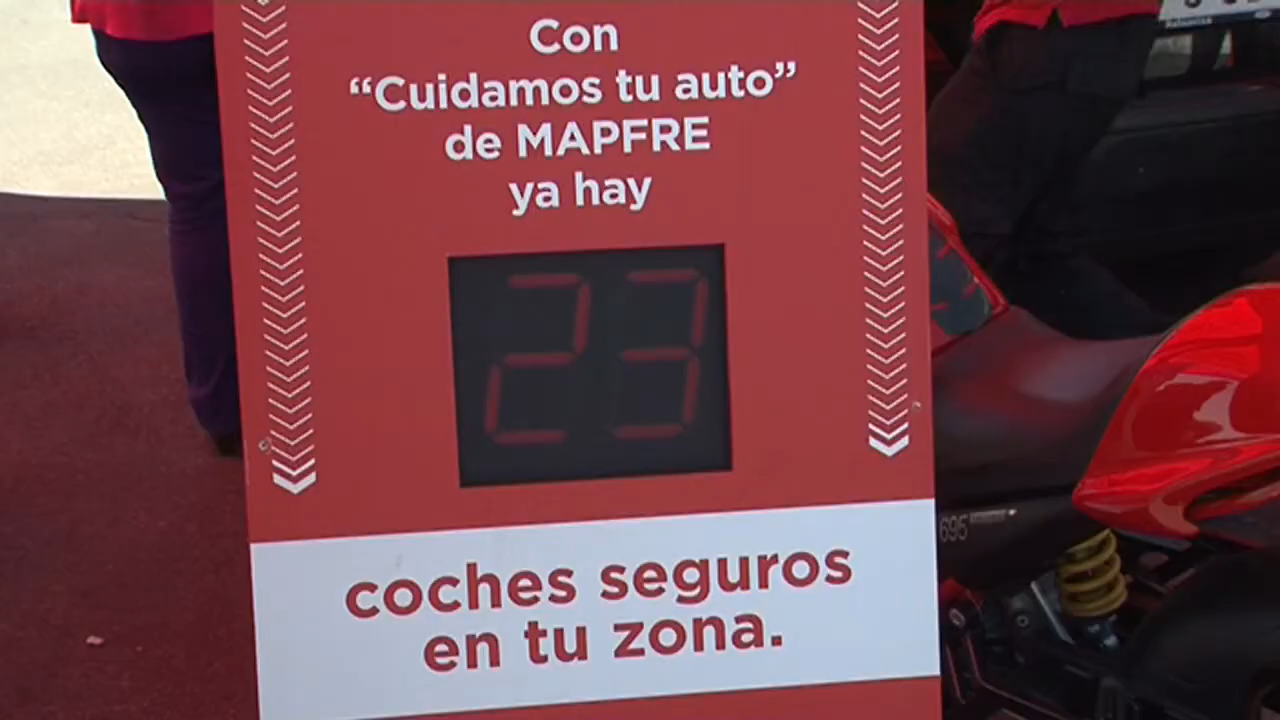 Con
“Cuidamos tu auto”
de MAPFRE
ya hay
23
coches seguros
en tu zona.
695